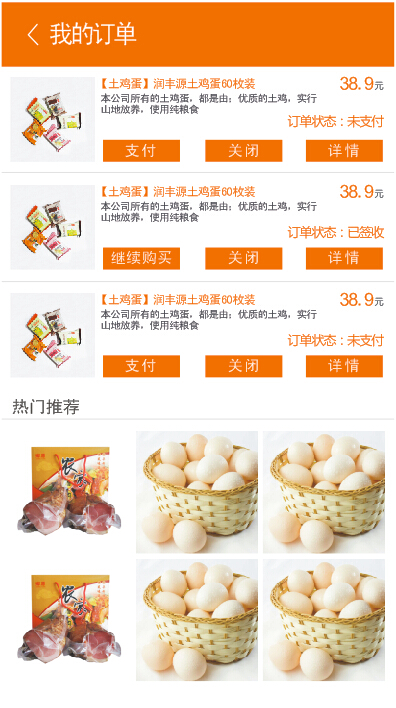 我的订单
【土鸡蛋】润丰源土鸡蛋60枚装
38.9元
本公司所有的土鸡蛋，都是由；优质的土鸡，实行
山地放养，使用纯粮食
订单状态：未支付
支付
关闭
详情
【土鸡蛋】润丰源土鸡蛋60枚装
38.9元
本公司所有的土鸡蛋，都是由；优质的土鸡，实行
山地放养，使用纯粮食
订单状态：已签收
继续购买
关闭
详情
【土鸡蛋】润丰源土鸡蛋60枚装
38.9元
本公司所有的土鸡蛋，都是由；优质的土鸡，实行
山地放养，使用纯粮食
订单状态：未支付
支付
关闭
详情
热门推荐
农家
农家